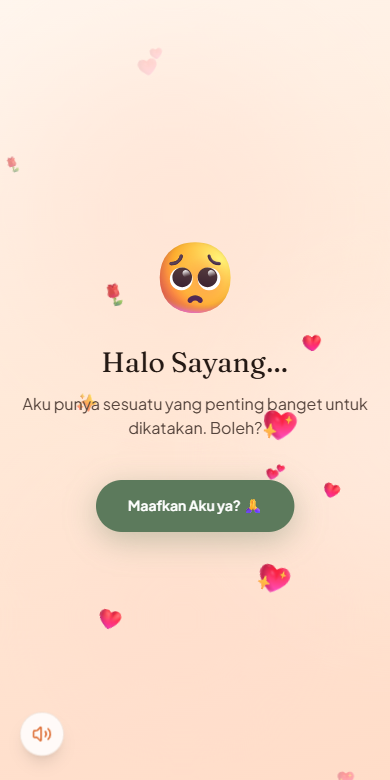 Halo Sayang...
Aku punya sesuatu yang penting banget untuk
dikatakan. Boleh?
Maafkan Aku ya? 🙏